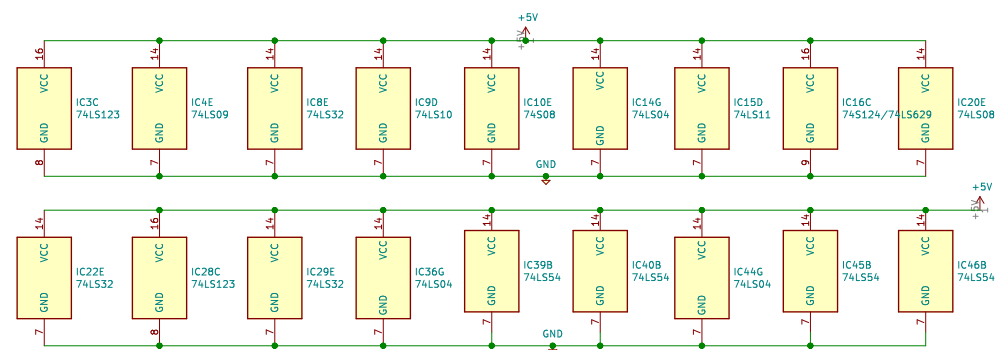 +5V
+5V
1
16
14
14
14
14
14
14
16
14
VCC
VCC
VCC
VCC
VCC
VCC
VCC
VCC
VCC
IC3C
74LS123
IC4E
74LS09
IC8E
74LS32
IC9D
74LS10
IC10E
74S08
IC14G
74LS04
IC15D
74LS11
IC16C
74S124/74LS629
IC20E
74LS08
GND
GND
GND
GND
GND
GND
GND
GND
GND
8
7
7
7
7
7
7
9
7
GND
+5V
+5V
1
14
16
14
14
14
14
14
14
14
VCC
VCC
VCC
VCC
VCC
VCC
VCC
VCC
VCC
IC22E
74LS32
IC28C
74LS123
IC29E
74LS32
IC36G
74LS04
IC39B
74LS54
IC40B
74LS54
IC44G
74LS04
IC45B
74LS54
IC46B
74LS54
GND
GND
GND
GND
GND
GND
GND
GND
GND
7
8
7
7
7
7
7
7
7
GND